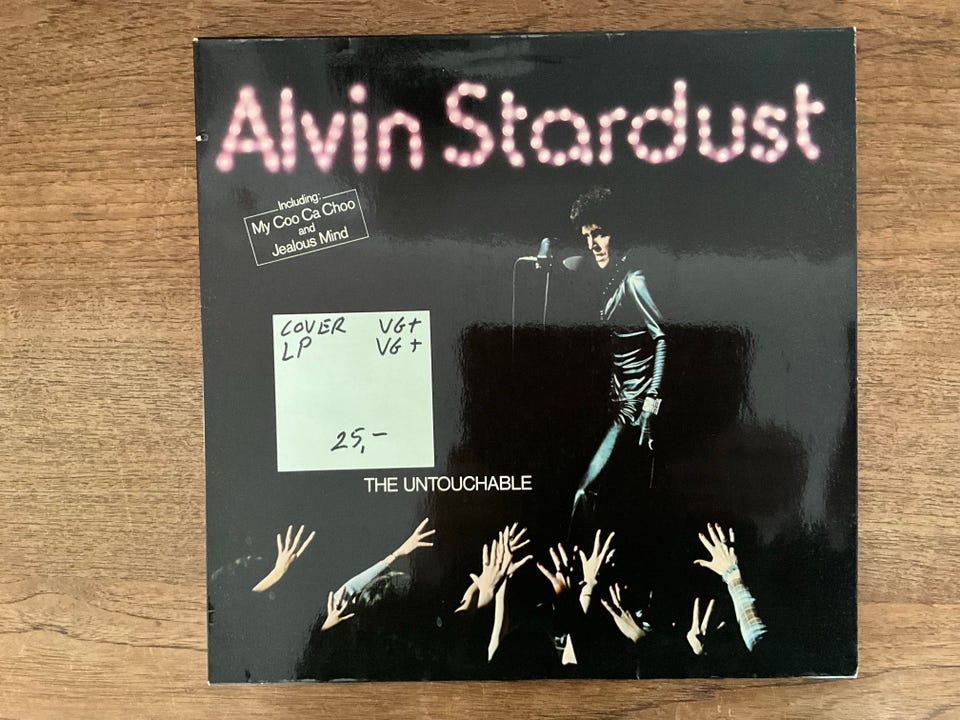 Alvin Stardust
Including:
My Coo Ca Choo
and
Jealous Mind
COVER VG+
LP VG+
25,-
THE UNTOUCHABLE